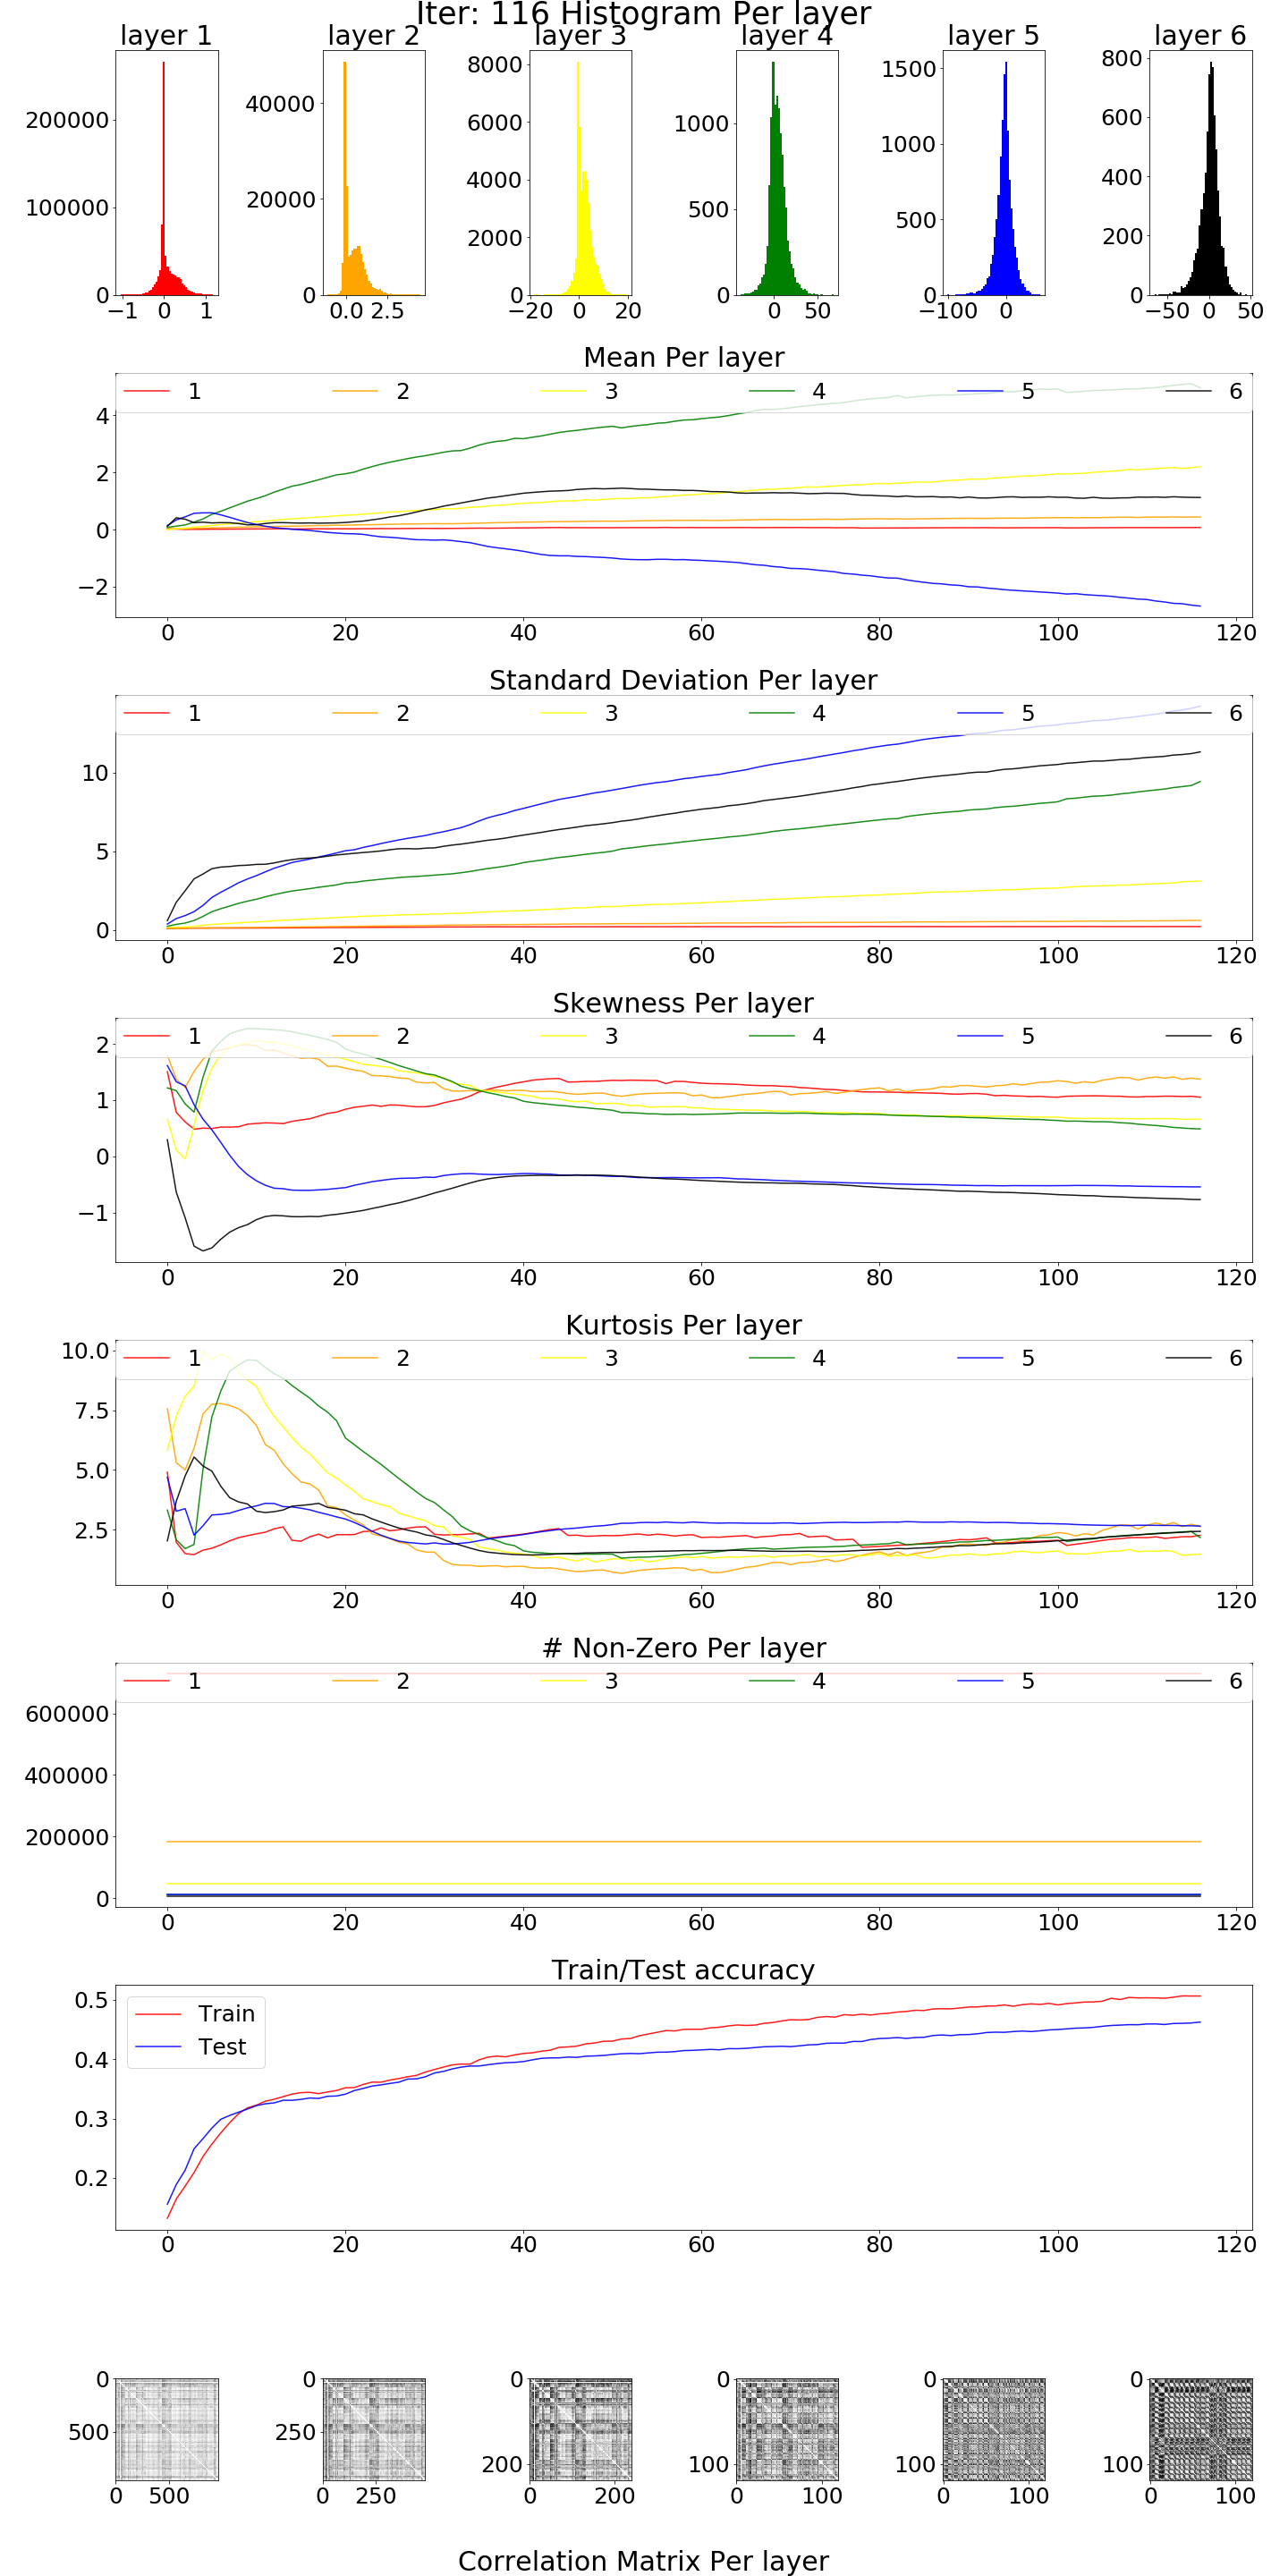 Iter: 116 Histogram Per layer
layer 1 layer 2 layer 3 layer 4 layer 5 layer 6
200000 100000 0 −1 0 1
40000 20000 0 0.0 2.5
8000 6000 4000 2000 0 −20 0 20
1000 500 0 0 50
1500 1000 500 0 −100 0
800 600 400 200 0 −50 0 50
Mean Per layer
1 2 3 4 5 6
4
2
0
−2
0 20 40 60 80 100 120
Standard Deviation Per layer
1 2 3 4 5 6
10
5
0
0 20 40 60 80 100 120
Skewness Per layer
1 2 3 4 5 6
2
1
0
−1
0 20 40 60 80 100 120
Kurtosis Per layer
1 2 3 4 5 6
10.0
7.5
5.0
2.5
0 20 40 60 80 100 120
# Non-Zero Per layer
1 2 3 4 5 6
600000
400000
200000
0
0 20 40 60 80 100 120
Train/Test accuracy
Train
Test
0.5
0.4
0.3
0.2
0 20 40 60 80 100 120
0 500 0 500
0 250 0 250
0 200 0 200
0 100 0 100
0 100 0 100
0 100 0 100
Correlation Matrix Per layer